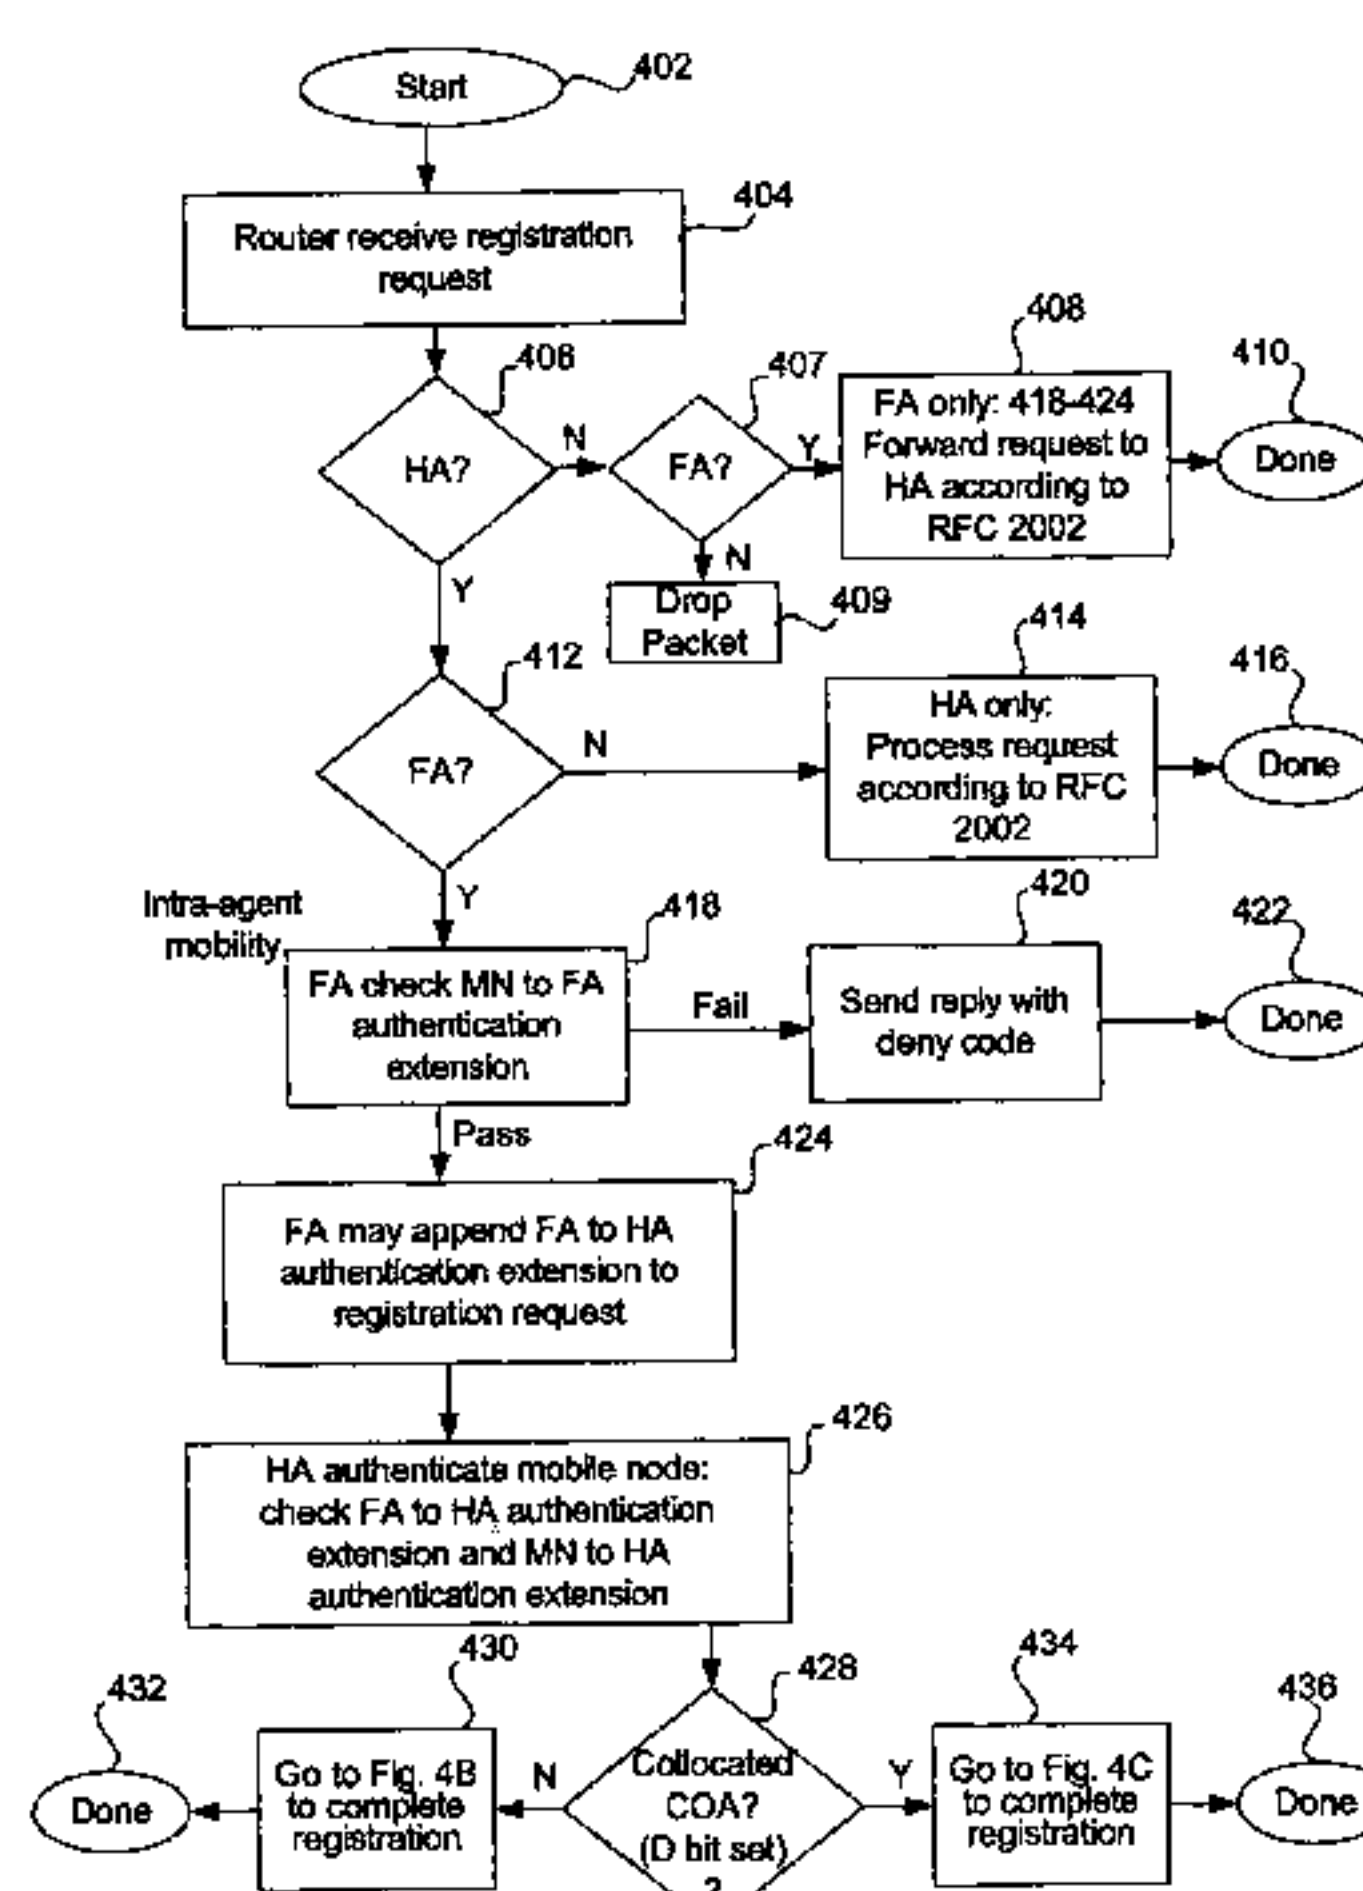 Start
402
Router receive registration
request
404
HA?
406
N
FA?
407
Y
FA only: 418-424
Forward request to
HA according to
RFC 2002
408
Done
410
N
Drop
Packet
409
Y
FA?
412
N
HA only:
Process request
according to RFC
2002
414
Done
416
Y
Intra-agent
mobility
FA check MN to FA
authentication
extension
418
Fail
Send reply with
deny code
420
Done
422
Pass
FA may append FA to HA
authentication extension to
registration request
424
HA authenticate mobile node:
check FA to HA authentication
extension and MN to HA
authentication extension
426
Collocated
COA?
(D bit set)
?
428
N
Go to Fig. 4B
to complete
registration
430
Done
432
Y
Go to Fig. 4C
to complete
registration
434
Done
436